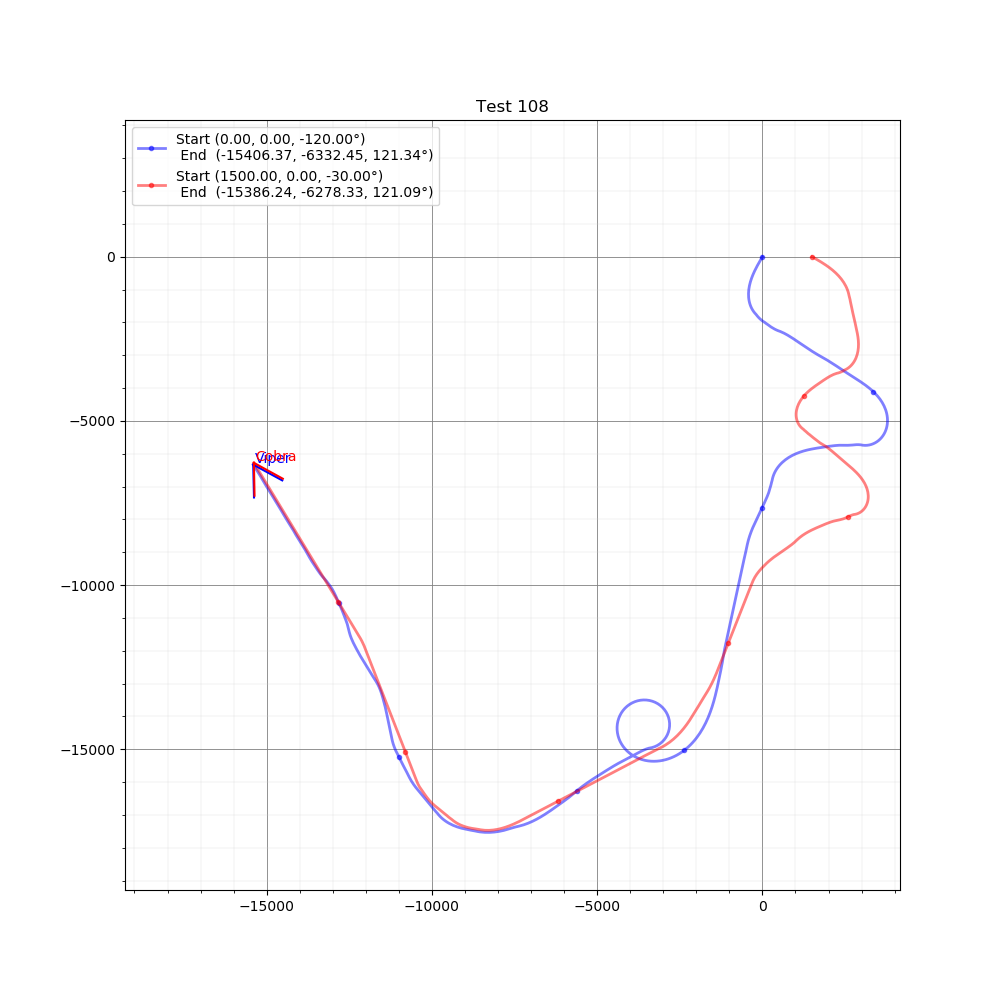 Test 108
Start (0.00, 0.00, -120.00°)
End  (-15406.37, -6332.45, 121.34°)
Start (1500.00, 0.00, -30.00°)
End  (-15386.24, -6278.33, 121.09°)
0
−5000
−10000
−15000
Cobra
Viper
−15000
−10000
−5000
0